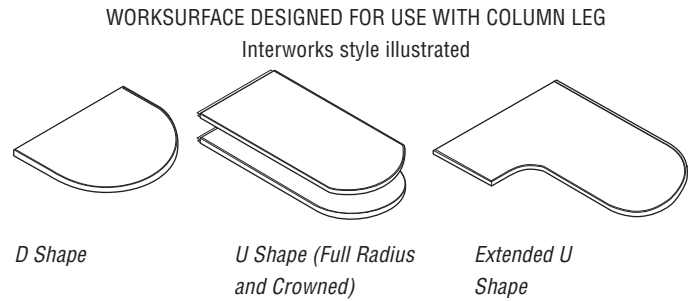 WORKSURFACE DESIGNED FOR USE WITH COLUMN LEG
Interworks style illustrated
D Shape
U Shape (Full Radius
and Crowned)
Extended U
Shape